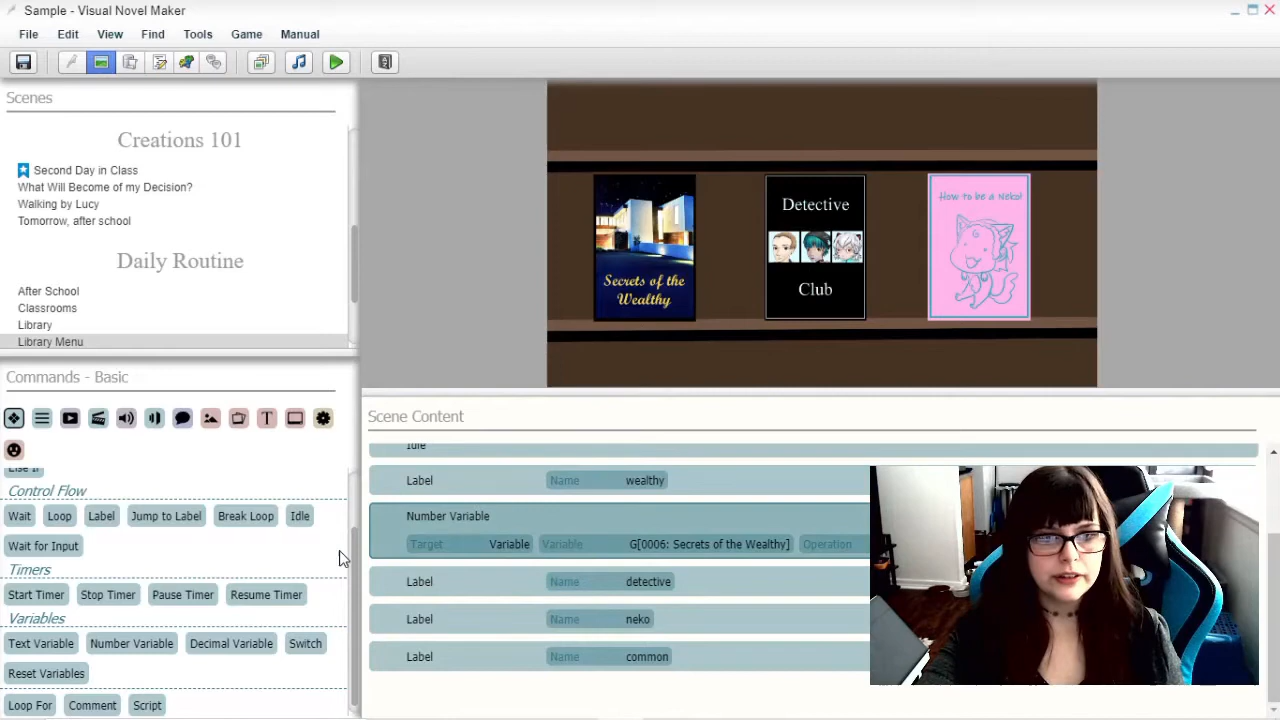 Sample - Visual Novel Maker
File Edit View Find Tools Game Manual
Scenes
Creations 101
Second Day in Class
What Will Become of my Decision?
Walking by Lucy
Tomorrow, after school
Daily Routine
After School
Classrooms
Library
Library Menu
Secrets of the
Wealthy
Detective
Club
How to be a Neko!
Commands - Basic
T
Else If
Control Flow
Wait Loop Label Jump to Label Break Loop Idle
Wait for Input
Timers
Start Timer Stop Timer Pause Timer Resume Timer
Variables
Text Variable Number Variable Decimal Variable Switch
Reset Variables
Loop For Comment Script
Scene Content
Idle
Label Name wealthy
Number Variable
Target Variable Variable G[0006: Secrets of the Wealthy] Operation
Label Name detective
Label Name neko
Label Name common